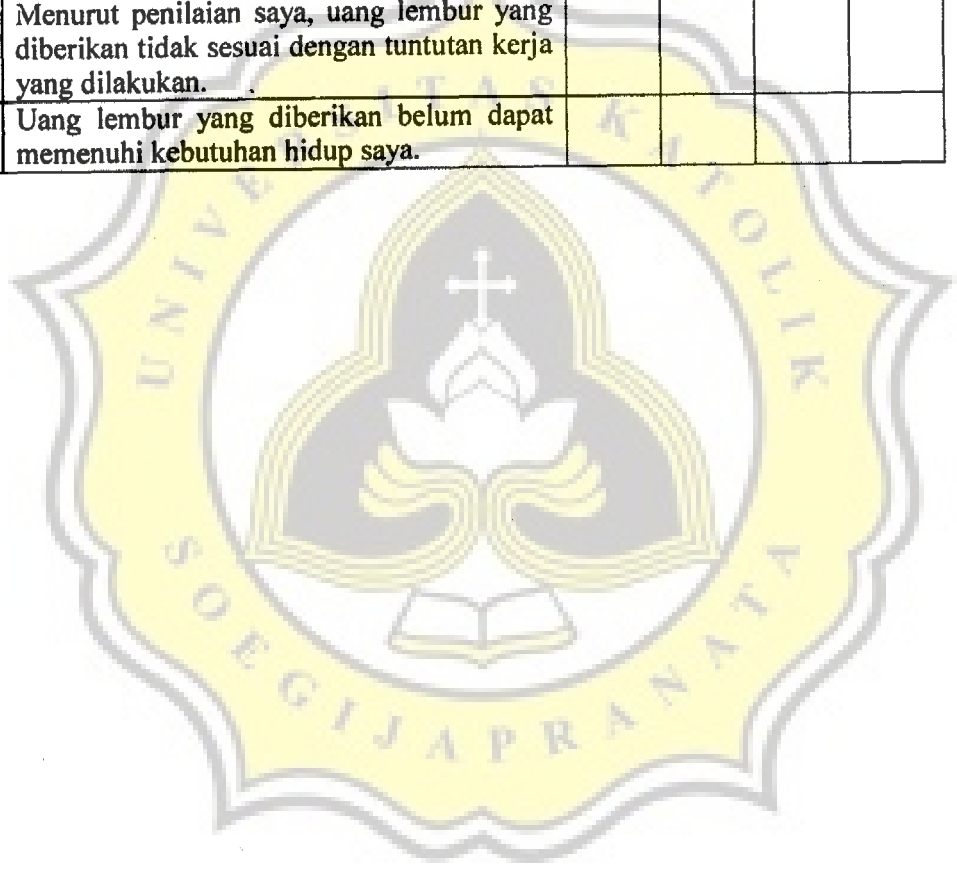 Menurut penilaian saya, uang lembur yang
diberikan tidak sesuai dengan tuntutan kerja
yang dilakukan.
Uang lembur yang diberikan belum dapat
memenuhi kebutuhan hidup saya.
UNIVERSITAS KATOLIK
SOEGIJAPRANATA